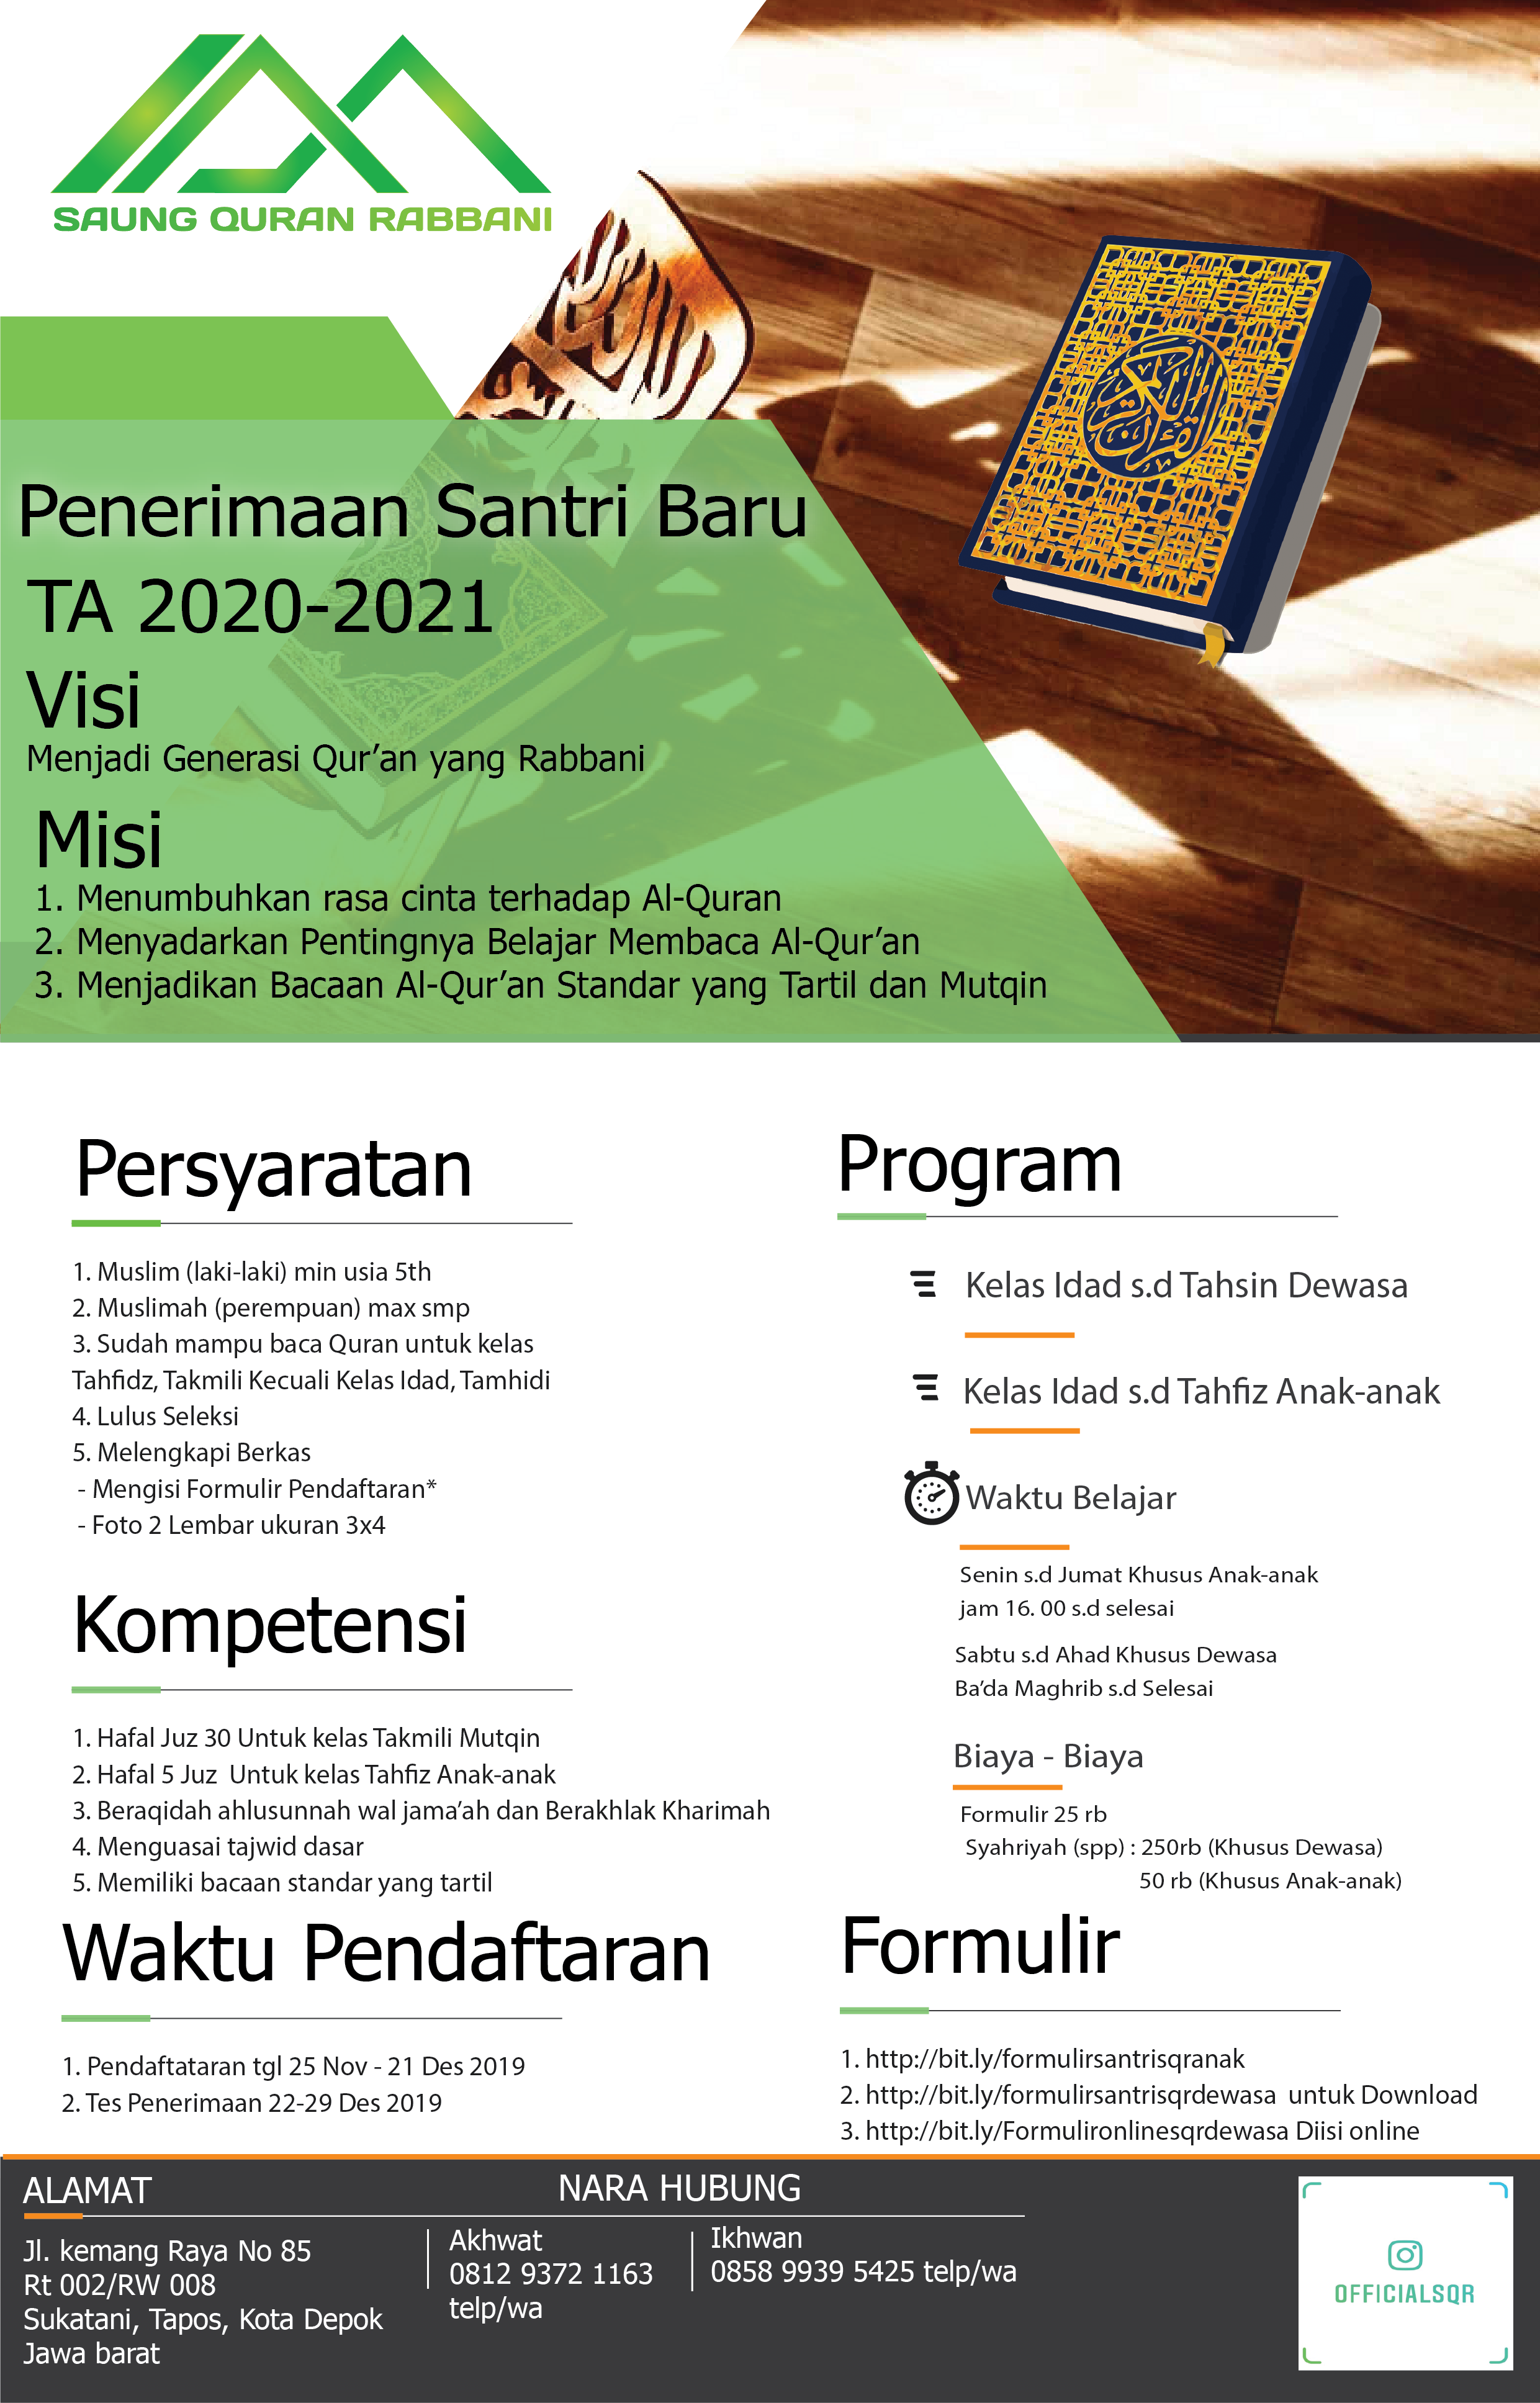 SAUNG QURAN RABBANI
Penerimaan Santri Baru
TA 2020-2021
Visi
Menjadi Generasi Qur’an yang Rabbani
Misi
1. Menumbuhkan rasa cinta terhadap Al-Quran
2. Menyadarkan Pentingnya Belajar Membaca Al-Qur’an
3. Menjadikan Bacaan Al-Qur’an Standar yang Tartil dan Mutqin
Persyaratan
1. Muslim (laki-laki) min usia 5th
2. Muslimah (perempuan) max smp
3. Sudah mampu baca Quran untuk kelas
Tahfidz, Takmili Kecuali Kelas Idad, Tamhidi
4. Lulus Seleksi
5. Melengkapi Berkas
- Mengisi Formulir Pendaftaran*
- Foto 2 Lembar ukuran 3x4
Kompetensi
1. Hafal Juz 30 Untuk kelas Takmili Mutqin
2. Hafal 5 Juz  Untuk kelas Tahfiz Anak-anak
3. Beraqidah ahlusunnah wal jama’ah dan Berakhlak Kharimah
4. Menguasai tajwid dasar
5. Memiliki bacaan standar yang tartil
Waktu Pendaftaran
1. Pendaftataran tgl 25 Nov - 21 Des 2019
2. Tes Penerimaan 22-29 Des 2019
Program
Kelas Idad s.d Tahsin Dewasa
Kelas Idad s.d Tahfiz Anak-anak
Waktu Belajar
Senin s.d Jumat Khusus Anak-anak
jam 16. 00 s.d selesai
Sabtu s.d Ahad Khusus Dewasa
Ba’da Maghrib s.d Selesai
Biaya - Biaya
Formulir 25 rb
Syahriyah (spp) : 250rb (Khusus Dewasa)
50 rb (Khusus Anak-anak)
Formulir
1. http://bit.ly/formulirsantrisqranak
2. http://bit.ly/formulirsantrisqrdewasa  untuk Download
3. http://bit.ly/Formulironlinesqrdewasa Diisi online
ALAMAT
Jl. kemang Raya No 85
Rt 002/RW 008
Sukatani, Tapos, Kota Depok
Jawa barat
NARA HUBUNG
Akhwat
0812 9372 1163
telp/wa
Ikhwan
0858 9939 5425 telp/wa
OFFICIALSQR